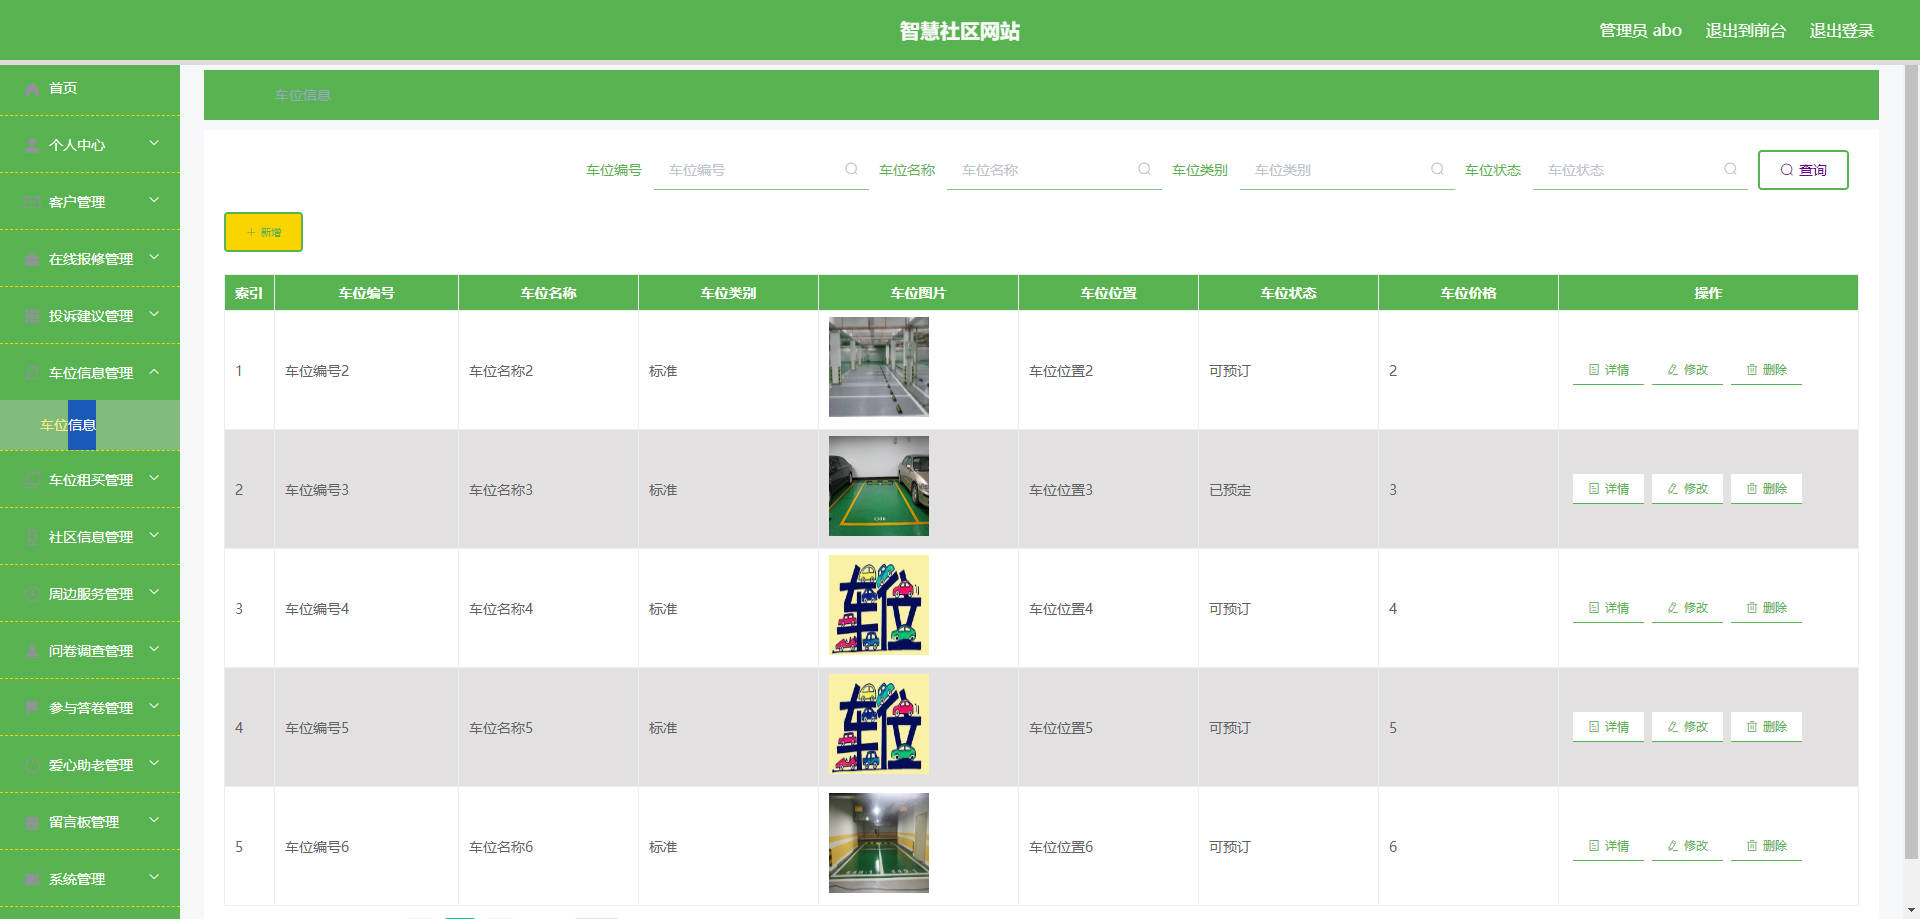 智慧社区网站
管理员 abo 退出到前台 退出登录
首页
个人中心
客户管理
在线报修管理
投诉建议管理
车位信息管理
车位信息
车位租买管理
社区信息管理
周边服务管理
问卷调查管理
参与答卷管理
爱心助老管理
留言板管理
系统管理
车位信息
车位编号 车位编号 车位名称 车位名称 车位类别 车位类别 车位状态 车位状态 查询
新增
索引 车位编号 车位名称 车位类别 车位图片 车位位置 车位状态 车位价格 操作
1 车位编号2 车位名称2 标准 车位位置2 可预订 2 详情 修改 删除
2 车位编号3 车位名称3 标准 车位位置3 已预定 3 详情 修改 删除
3 车位编号4 车位名称4 标准 车位 车位位置4 可预订 4 详情 修改 删除
4 车位编号5 车位名称5 标准 车位 车位位置5 可预订 5 详情 修改 删除
5 车位编号6 车位名称6 标准 车位位置6 可预订 6 详情 修改 删除